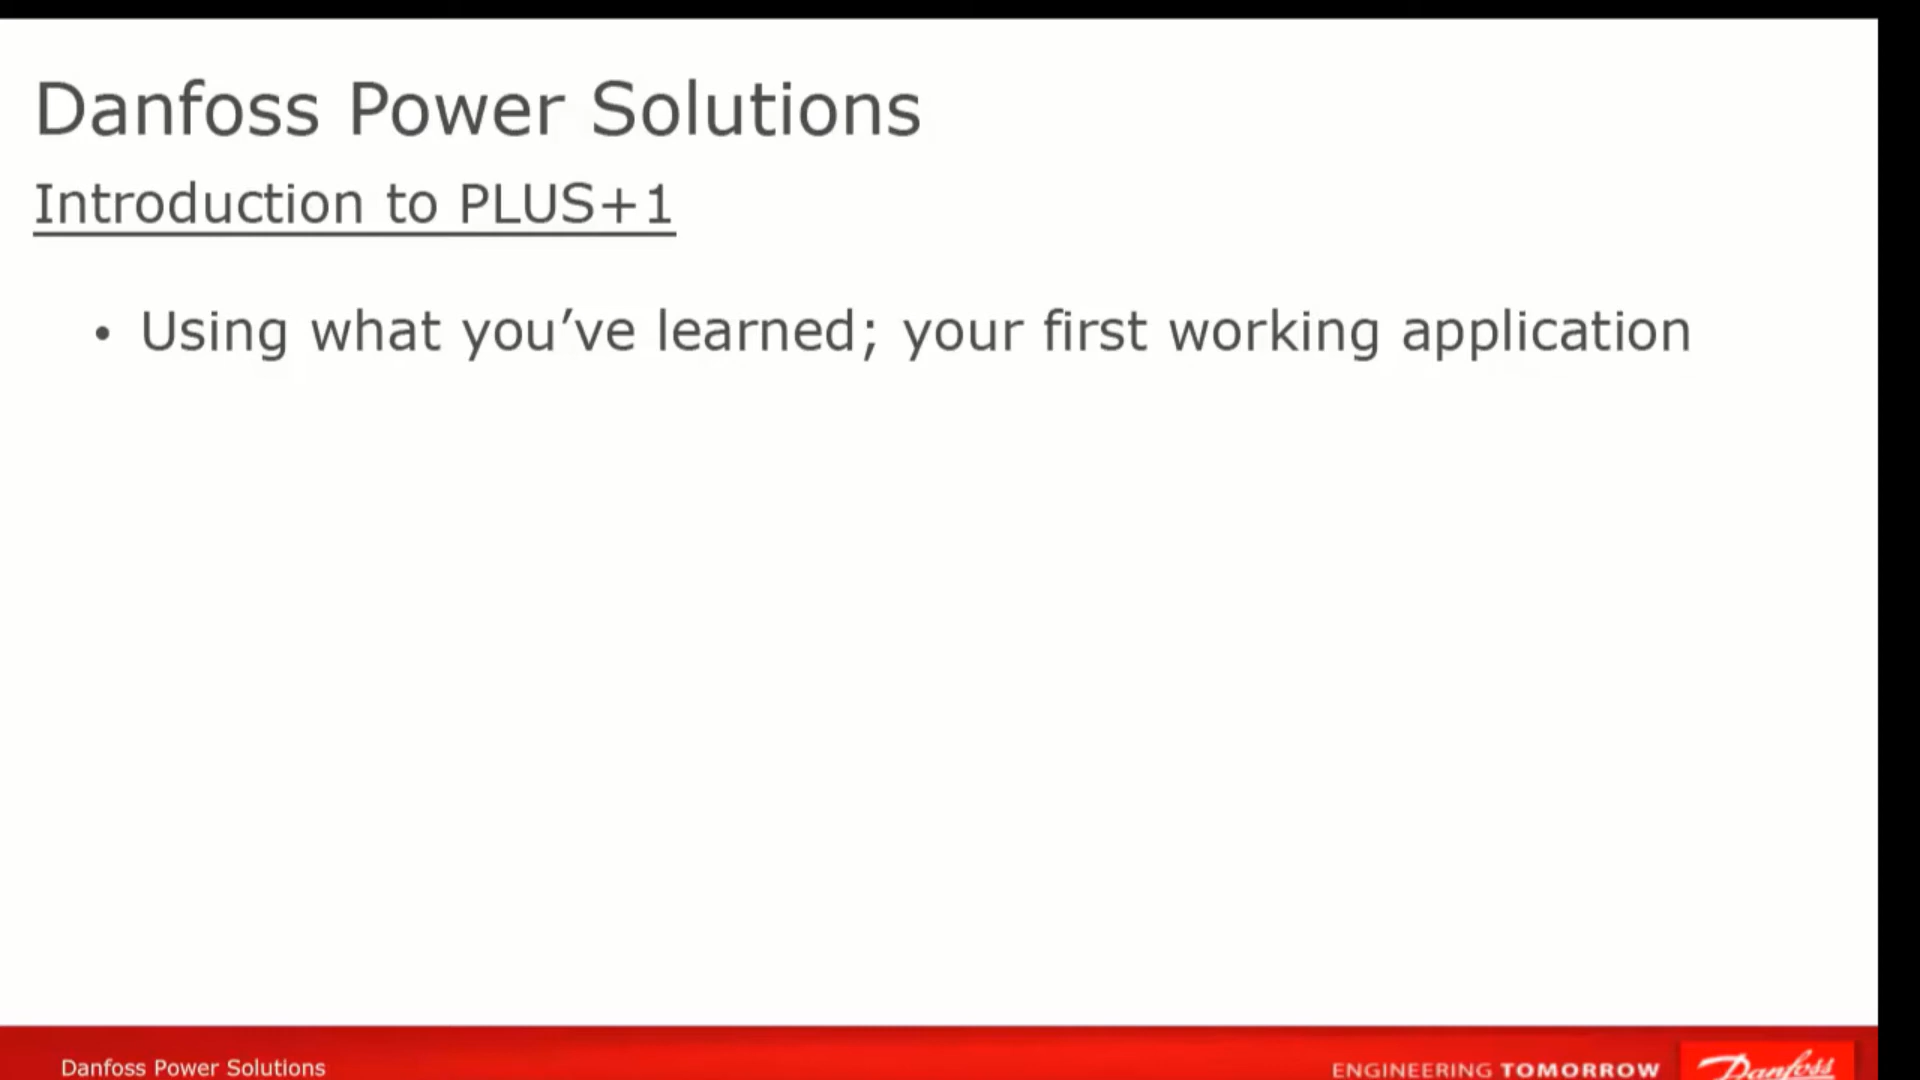 Danfoss Power Solutions
Introduction to PLUS+1
• Using what you’ve learned; your first working application
Danfoss Power Solutions
ENGINEERING TOMORROW
Danfoss